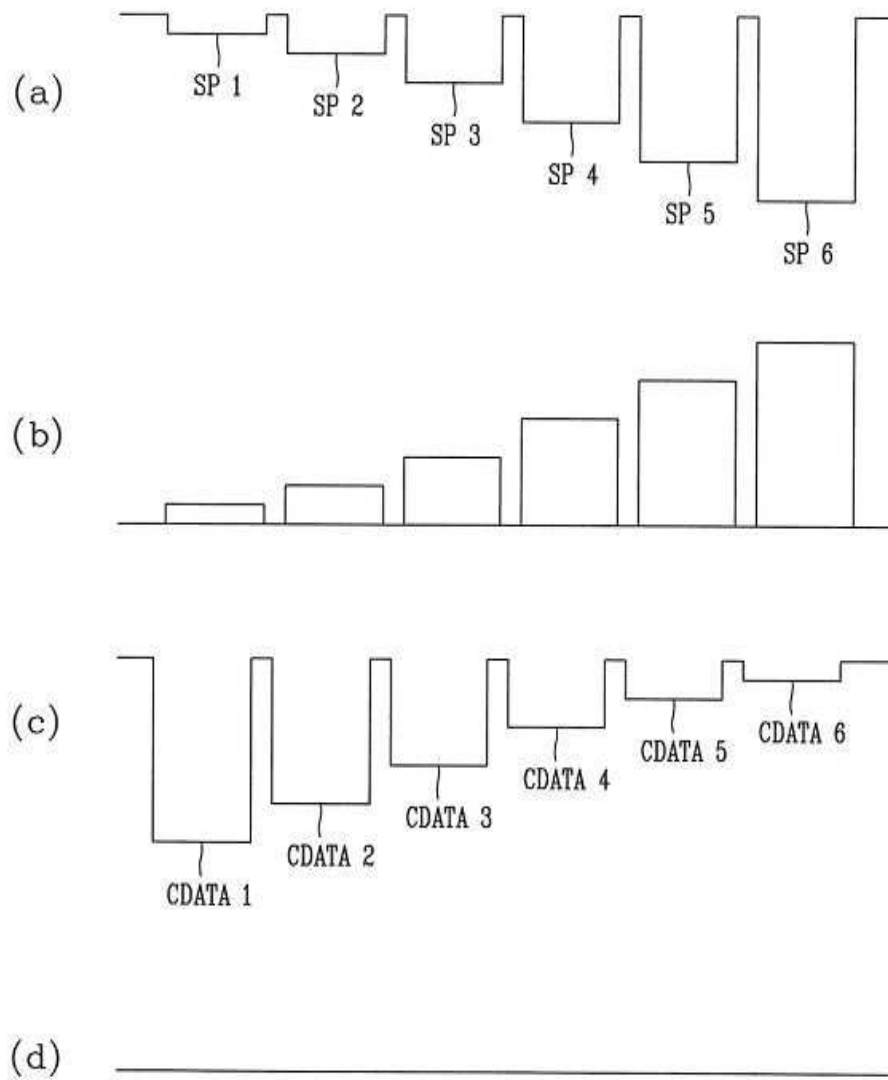 (a)
SP 1
SP 2
SP 3
SP 4
SP 5
SP 6
(b)
(c)
CDATA 1
CDATA 2
CDATA 3
CDATA 4
CDATA 5
CDATA 6
(d)